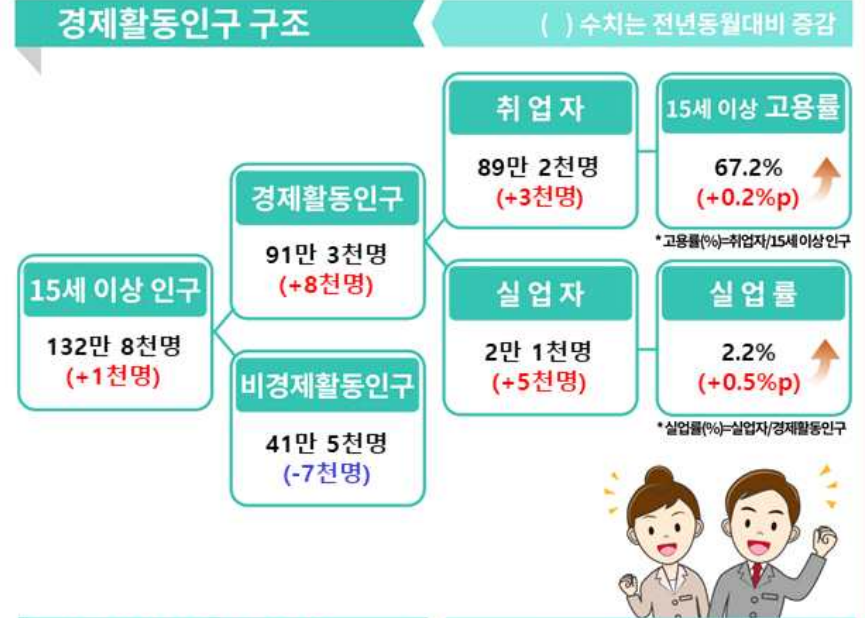 경제활동인구 구조
( ) 수치는 전년동월대비 증감
취 업 자
89만 2천명
(+3천명)
15세 이상 고용률
67.2%
(+0.2%p)
* 고용률(%)=취업자/15세이상인구
경제활동인구
91만 3천명
(+8천명)
15세 이상 인구
132만 8천명
(+1천명)
실 업 자
2만 1천명
(+5천명)
실 업 률
2.2%
(+0.5%p)
* 실업률(%)=실업자/경제활동인구
비경제활동인구
41만 5천명
(-7천명)